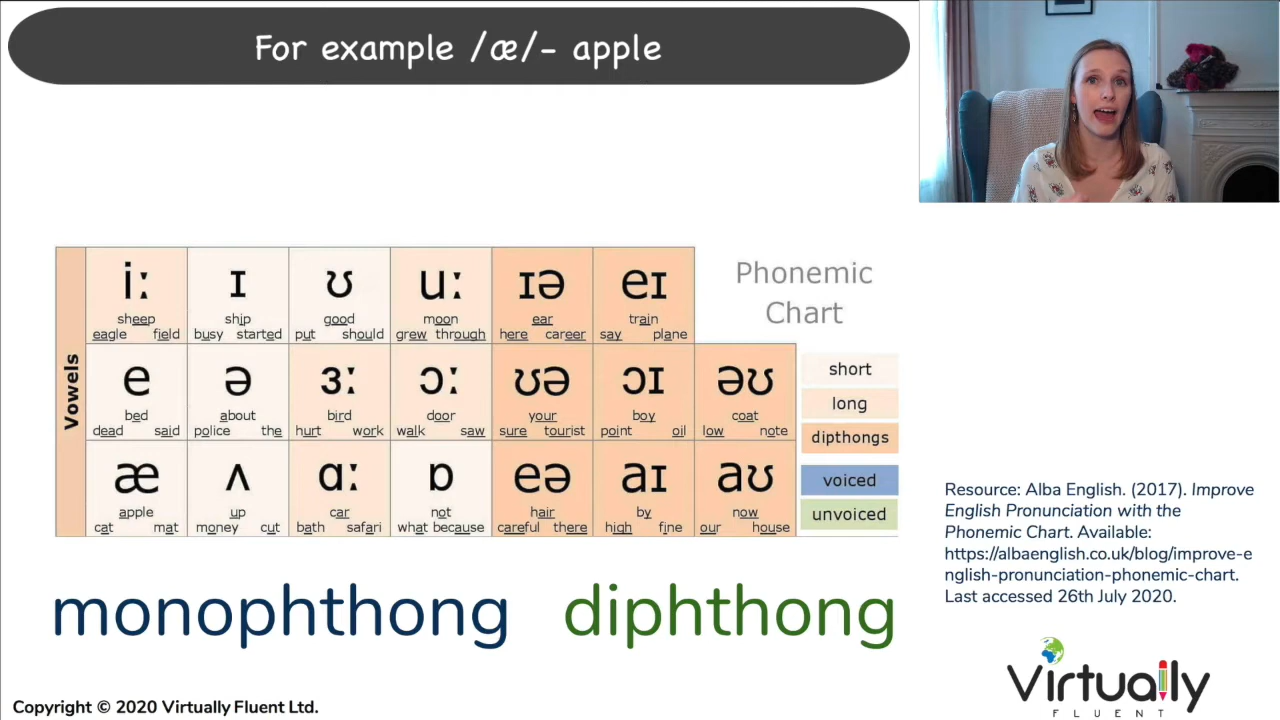 For example /æ/- apple
Phonemic
Chart
Vowels
iː ɪ ʊ uː ɪə eɪ
sheep ship good moon ear train
eagle field busy started put should grew through here career say plane
e ə ɜː ɔː ʊə ɔɪ əʊ
bed about bird door your boy coat
dead said police the hurt work walk saw sure tourist point oil low note
æ ʌ ɑː ɒ eə aɪ aʊ
apple up car not hair by now
cat mat money cut bath safari what because careful there high fine our house
short
long
dipthongs
voiced
unvoiced
monophthong diphthong
Resource: Alba English. (2017). Improve
English Pronunciation with the
Phonemic Chart. Available:
https://albaenglish.co.uk/blog/improve-e
nglish-pronunciation-phonemic-chart.
Last accessed 26th July 2020.
Virtually
FLUENT
Copyright © 2020 Virtually Fluent Ltd.